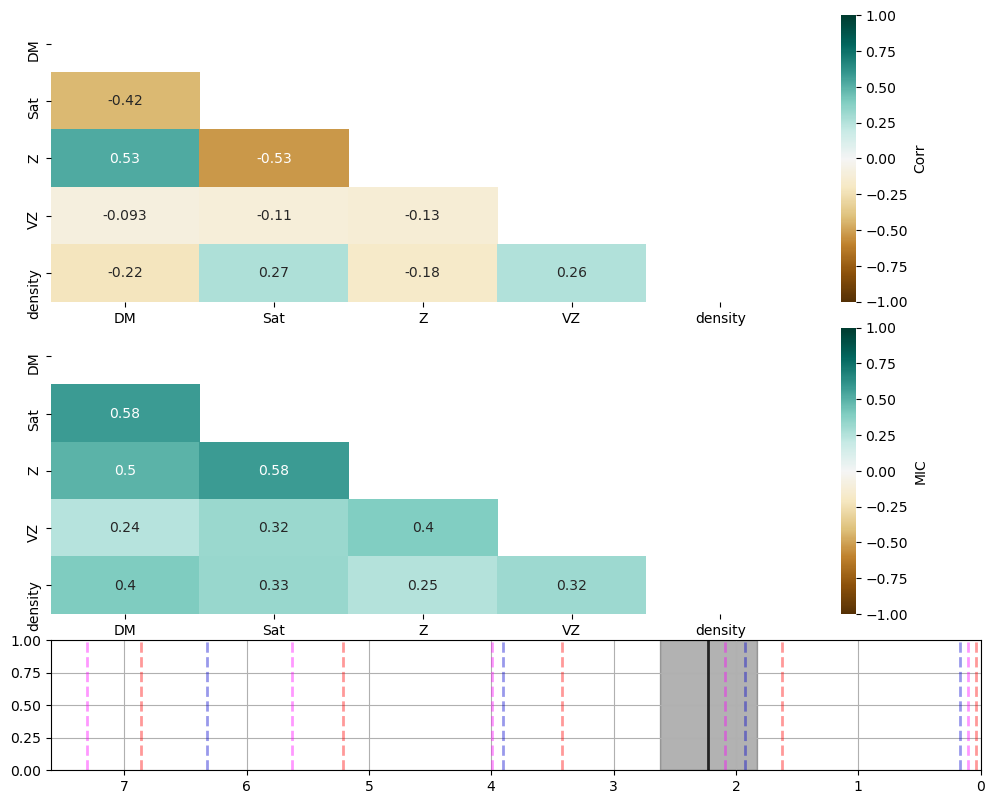 DM
Sat
Z
VZ
density
-0.42
0.53 -0.53
-0.093 -0.11 -0.13
-0.22 0.27 -0.18 0.26
DM Sat Z VZ density
1.00
0.75
0.50
0.25
0.00
−0.25
−0.50
−0.75
−1.00
Corr
DM
Sat
Z
VZ
density
0.58
0.5 0.58
0.24 0.32 0.4
0.4 0.33 0.25 0.32
DM Sat Z VZ density
1.00
0.75
0.50
0.25
0.00
−0.25
−0.50
−0.75
−1.00
MIC
1.00
0.75
0.50
0.25
0.00
7 6 5 4 3 2 1 0